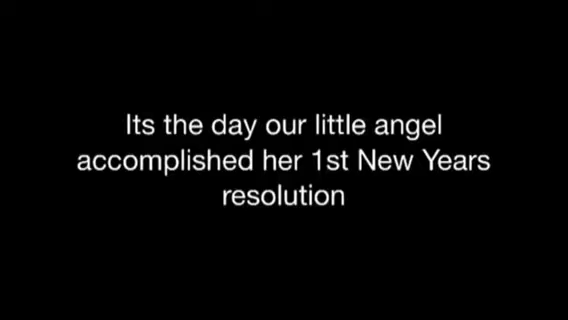 Its the day our little angel
accomplished her 1st New Years
resolution